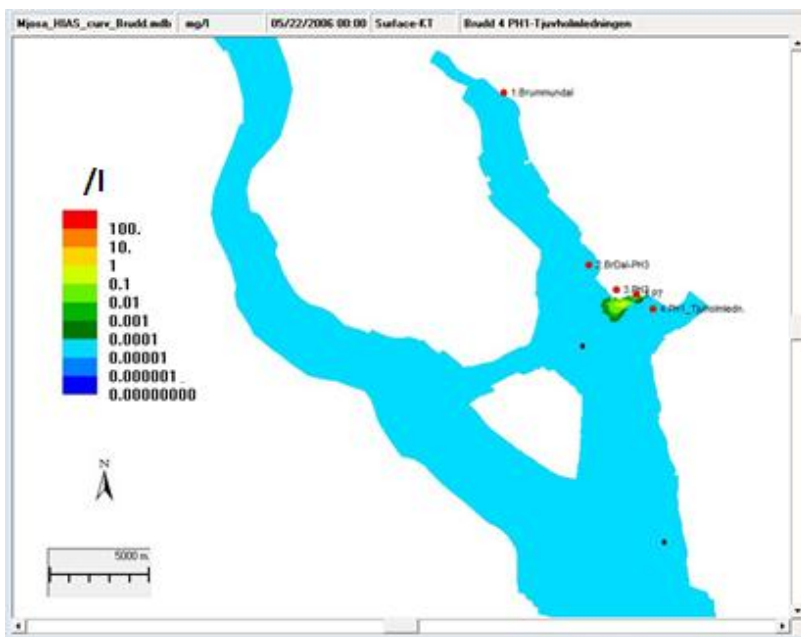 Mjosa_HIAS_curv_Brudd.mdb mg/l 05/22/2006 00:00 Surface-KT Brudd 4 PH1-Tjuvholmledningen
1.Brummundal
/l
100.
10.
1
0.1
0.01
0.001
0.0001
0.00001
0.000001
0.00000000
2.BrDal-PH3
3.PH3
P7
4.PH1_Tjuvholmledn.
N
5000 m.